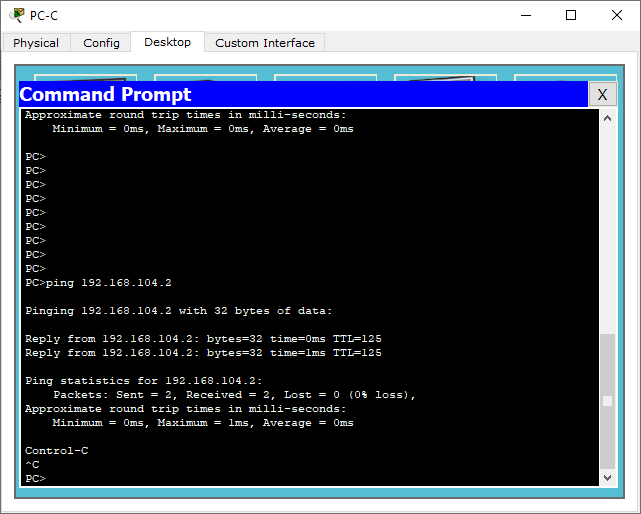 PC-C
Physical Config Desktop Custom Interface
Command Prompt X
Approximate round trip times in milli-seconds:
    Minimum = 0ms, Maximum = 0ms, Average = 0ms
PC>
PC>
PC>
PC>
PC>
PC>
PC>
PC>
PC>
PC>ping 192.168.104.2
Pinging 192.168.104.2 with 32 bytes of data:
Reply from 192.168.104.2: bytes=32 time=0ms TTL=125
Reply from 192.168.104.2: bytes=32 time=1ms TTL=125
Ping statistics for 192.168.104.2:
    Packets: Sent = 2, Received = 2, Lost = 0 (0% loss),
Approximate round trip times in milli-seconds:
    Minimum = 0ms, Maximum = 1ms, Average = 0ms
Control-C
^C
PC>